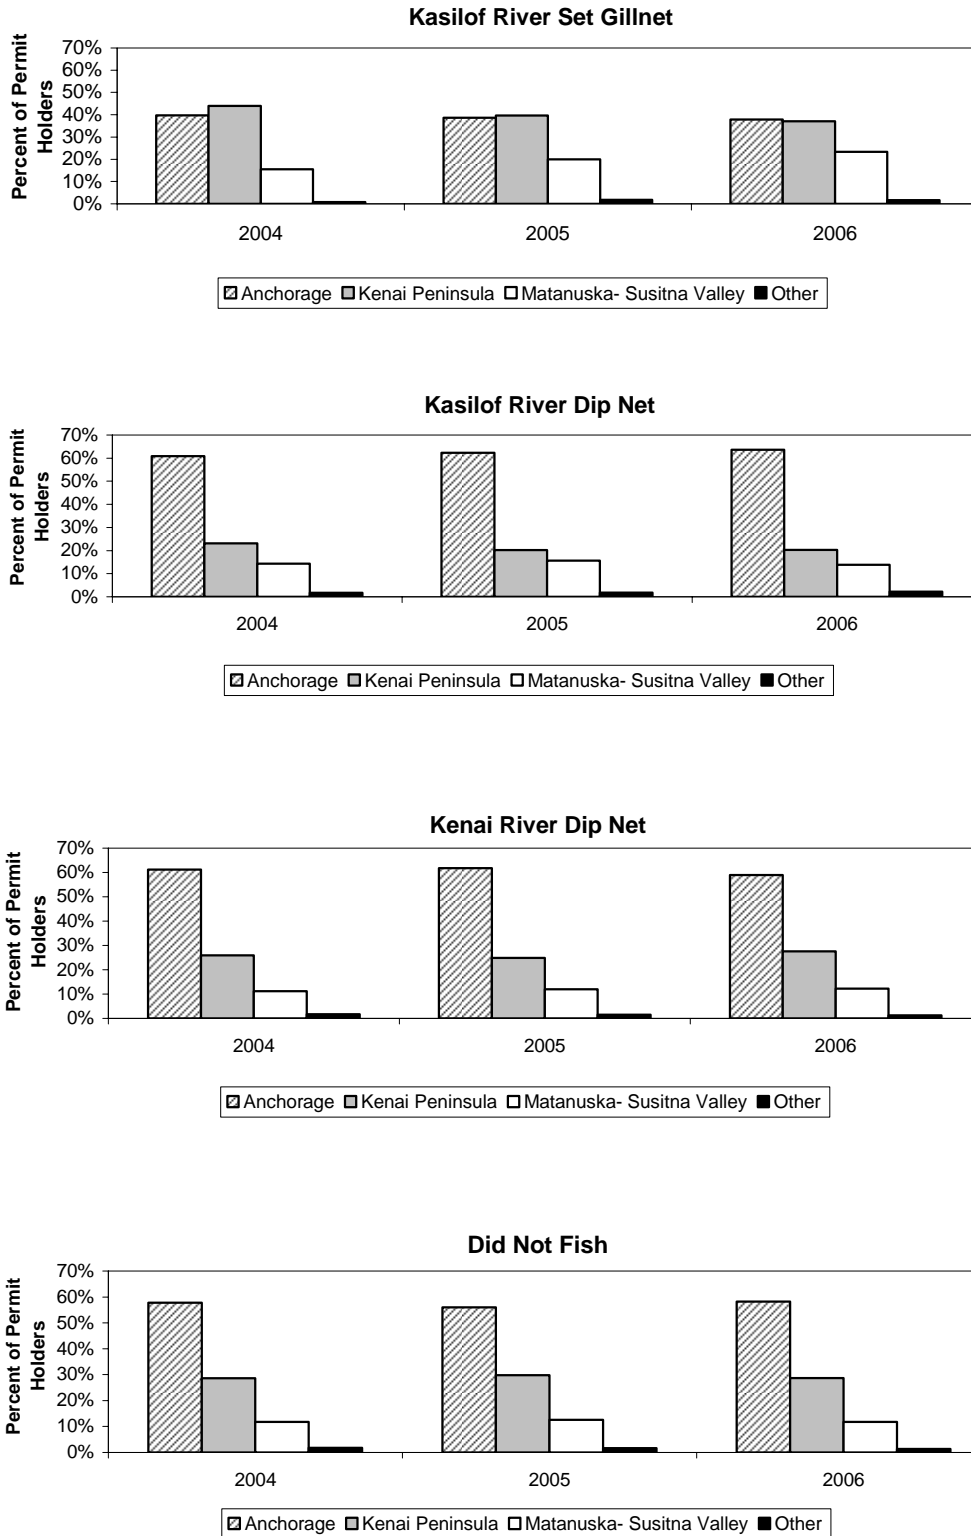 Kasilof River Set Gillnet
Percent of Permit
Holders
70%
60%
50%
40%
30%
20%
10%
0%
2004
2005
2006
Anchorage Kenai Peninsula Matanuska- Susitna Valley Other
Kasilof River Dip Net
Percent of Permit
Holders
70%
60%
50%
40%
30%
20%
10%
0%
2004
2005
2006
Anchorage Kenai Peninsula Matanuska- Susitna Valley Other
Kenai River Dip Net
Percent of Permit
Holders
70%
60%
50%
40%
30%
20%
10%
0%
2004
2005
2006
Anchorage Kenai Peninsula Matanuska- Susitna Valley Other
Did Not Fish
Percent of Permit
Holders
70%
60%
50%
40%
30%
20%
10%
0%
2004
2005
2006
Anchorage Kenai Peninsula Matanuska- Susitna Valley Other